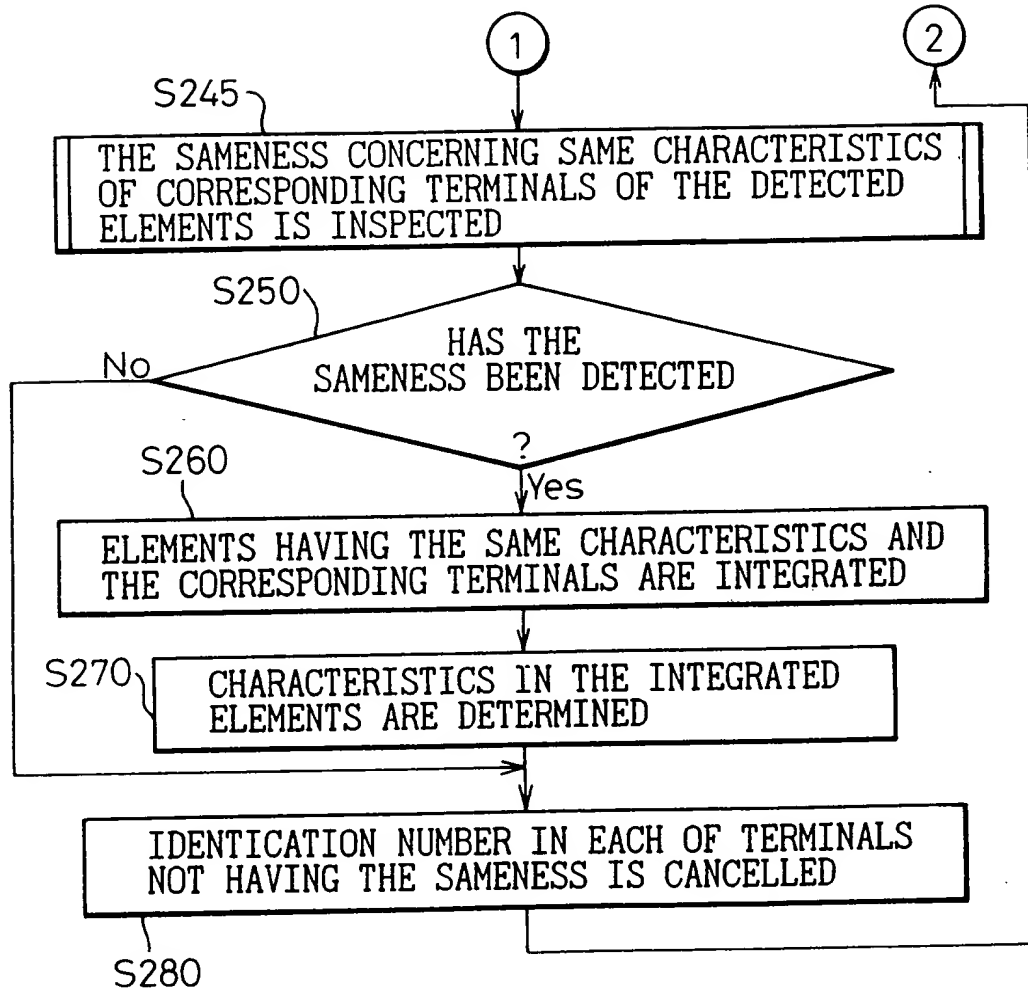 1
2
S245
THE SAMENESS CONCERNING SAME CHARACTERISTICS
OF CORRESPONDING TERMINALS OF THE DETECTED
ELEMENTS IS INSPECTED
S250
HAS THE
SAMENESS BEEN DETECTED
?
No
Yes
S260
ELEMENTS HAVING THE SAME CHARACTERISTICS AND
THE CORRESPONDING TERMINALS ARE INTEGRATED
S270
CHARACTERISTICS IN THE INTEGRATED
ELEMENTS ARE DETERMINED
IDENTICATION NUMBER IN EACH OF TERMINALS
NOT HAVING THE SAMENESS IS CANCELLED
S280